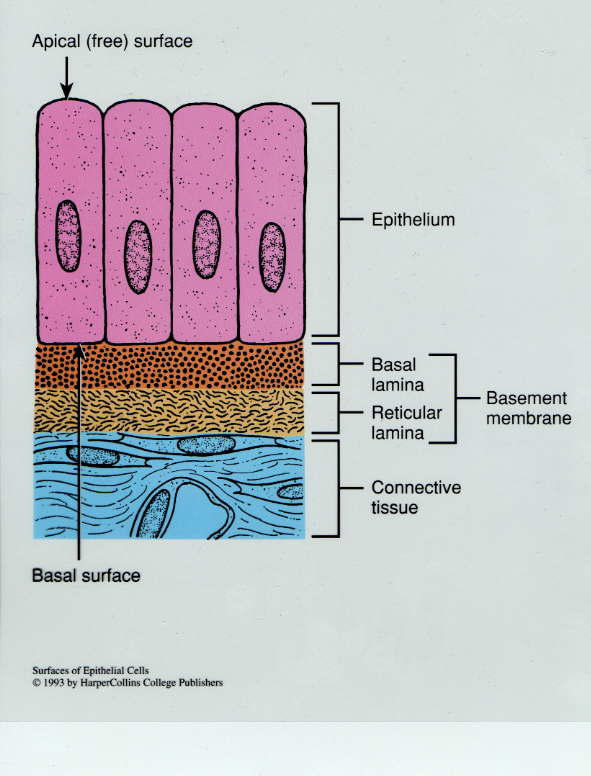 Apical (free) surface
Epithelium
Basal
lamina
Reticular
lamina
Basement
membrane
Connective
tissue
Basal surface
Surfaces of Epithelial Cells
© 1993 by HarperCollins College Publishers